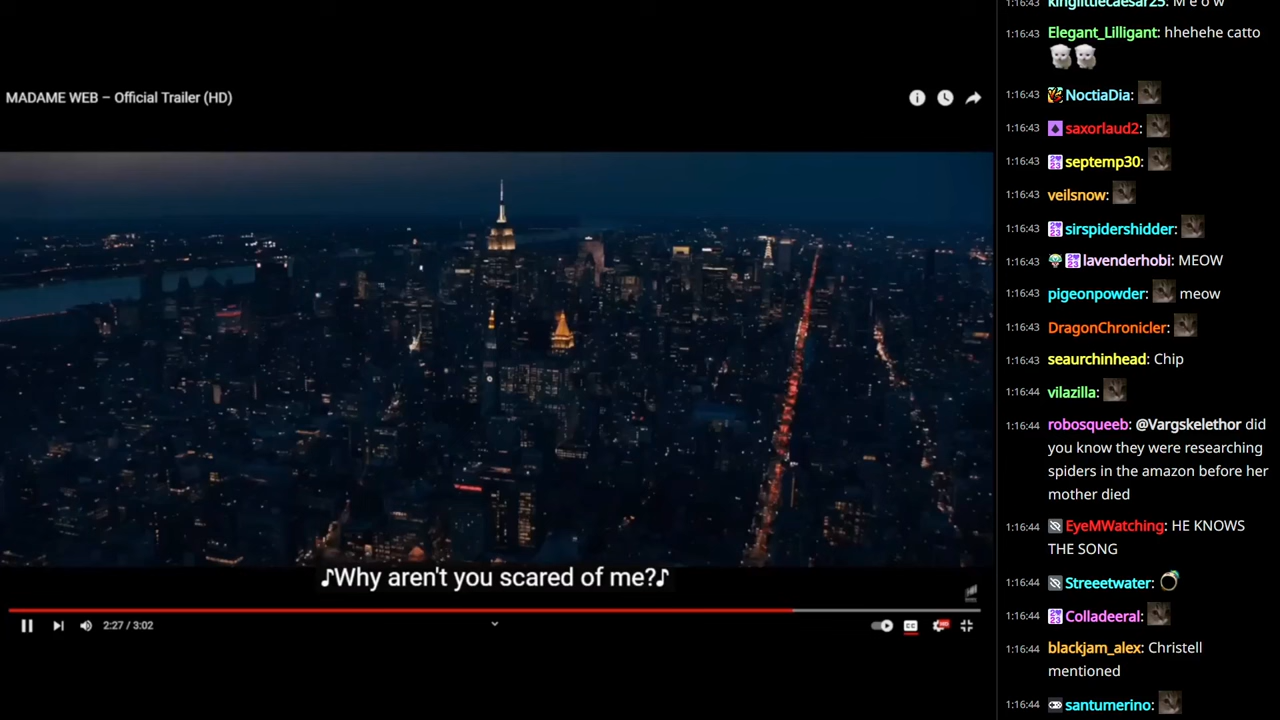 MADAME WEB – Official Trailer (HD)
♪Why aren't you scared of me?♪
2:27 / 3:02
CC
1:16:43 kinglittlecaesar25: M e o w
1:16:43 Elegant_Lilligant: hhehehe catto
1:16:43 NoctiaDia:
1:16:43 saxorlaud2:
1:16:43 septemp30:
1:16:43 veilsnow:
1:16:43 sirspidershidder:
1:16:43 lavenderhobi: MEOW
1:16:43 pigeonpowder: meow
1:16:43 DragonChronicler:
1:16:43 seaurchinhead: Chip
1:16:44 vilazilla:
1:16:44 robosqueeb: @Vargskelethor did
you know they were researching
spiders in the amazon before her
mother died
1:16:44 EyeMWatching: HE KNOWS
THE SONG
1:16:44 Streeetwater:
1:16:44 Colladeeral:
1:16:44 blackjam_alex: Christell
mentioned
1:16:44 santumerino: